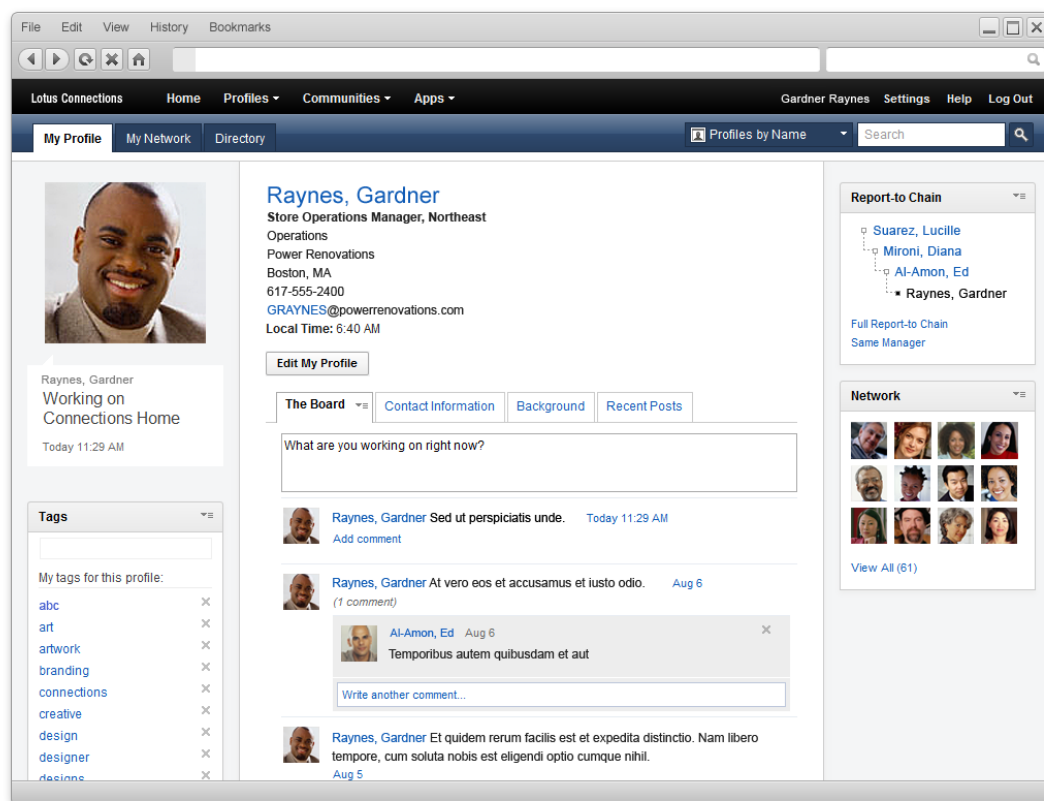 File Edit View History Bookmarks
Lotus Connections Home Profiles Communities Apps Gardner Raynes Settings Help Log Out
My Profile My Network Directory Profiles by Name Search
Raynes, Gardner
Working on
Connections Home
Today 11:29 AM
Tags
My tags for this profile:
abc
art
artwork
branding
connections
creative
design
designer
designs
Raynes, Gardner
Store Operations Manager, Northeast
Operations
Power Renovations
Boston, MA
617-555-2400
GRAYNES@powerrenovations.com
Local Time: 6:40 AM
Edit My Profile
The Board Contact Information Background Recent Posts
What are you working on right now?
Raynes, Gardner Sed ut perspiciatis unde. Today 11:29 AM
Add comment
Raynes, Gardner At vero eos et accusamus et iusto odio. Aug 6
(1 comment)
Al-Amon, Ed Aug 6
Temporibus autem quibusdam et aut
Write another comment...
Raynes, Gardner Et quidem rerum facilis est et expedita distinctio. Nam libero
tempore, cum soluta nobis est eligendi optio cumque nihil.
Aug 5
Report-to Chain
Suarez, Lucille
Mironi, Diana
Al-Amon, Ed
Raynes, Gardner
Full Report-to Chain
Same Manager
Network
View All (61)